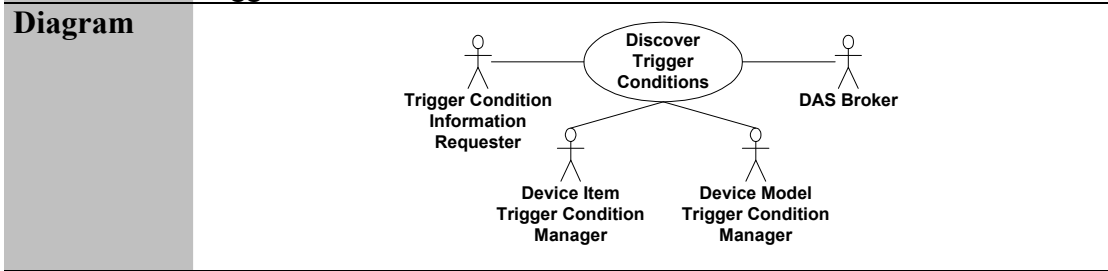 Diagram
Discover
Trigger
Conditions
Trigger Condition
Information
Requester
DAS Broker
Device Item
Trigger Condition
Manager
Device Model
Trigger Condition
Manager